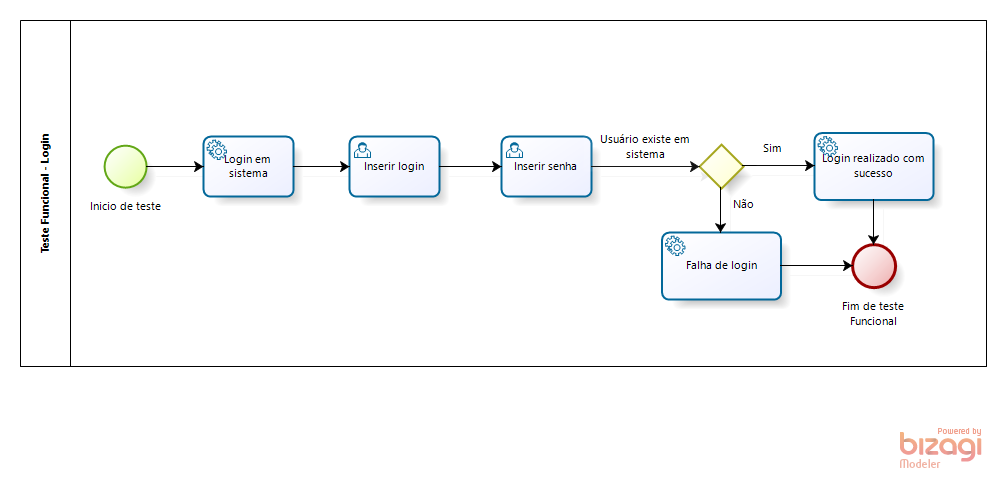 Teste Funcional - Login
Inicio de teste
Login em
sistema
Inserir login
Inserir senha
Usuário existe em
sistema
Sim
Não
Login realizado com
sucesso
Falha de login
Fim de teste
Funcional
Powered by
bizagi
Modeler